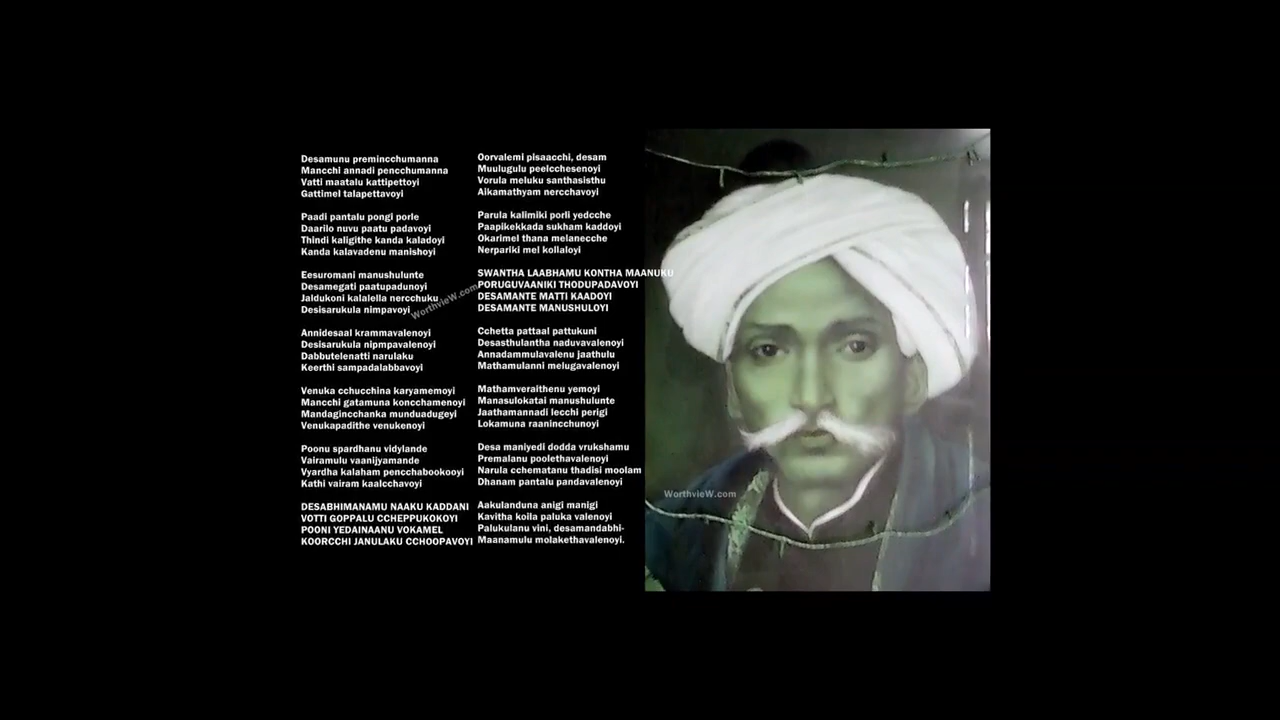 Desamunu premincchumanna
Mancchi annadi pencchumanna
Vatti maatalu kattipettoyi
Gattimel talapettavoyi
Paadi pantalu pongi porle
Daarilo nuvu paatu padavoyi
Thindi kaligithe kanda kaladoyi
Kanda kalavadenu manishoyi
Eesuromani manushulunte
Desamegati paatupadunoyi
Jaldukoni kalalella nercchuku
Desisarukula nimpavoyi
Annidesaal krammavalenoyi
Desisarukula nipmpavalenoyi
Dabbutelenatti narulaku
Keerthi sampadalabbavoyi
Venuka cchucchina karyamemoyi
Mancchi gatamuna koncchamenoyi
Mandagincchanka munduadugeyi
Venukapadithe venukenoyi
Poonu spardhanu vidylande
Vairamulu vaanijyamande
Vyardha kalaham pencchabookooyi
Kathi vairam kaalcchavoyi
DESABHIMANAMU NAAKU KADDANI
VOTTI GOPPALU CCHEPPUKOKOYI
POONI YEDAINAANU VOKAMEL
KOORCCHI JANULAKU CCHOOPAVOYI
Oorvalemi pisaacchi, desam
Muulugulu peelcchesenoyi
Vorula meluku santhasisthu
Aikamathyam nercchavoyi
Parula kalimiki porli yedcche
Paapikekkada sukham kaddoyi
Okarimel thana melanecche
Nerpariki mel kollaloyi
SWANTHA LAABHAMU KONTHA MAANUKU
PORUGUVAANIKI THODUPADAVOYI
DESAMANTE MATTI KAADOYI
DESAMANTE MANUSHULOYI
Cchetta pattaal pattukuni
Desasthulantha naduvavalenoyi
Annadammulavalenu jaathulu
Mathamulanni melugavalenoyi
Mathamveraithenu yemoyi
Manasulokatai manushulunte
Jaathamannadi lecchi perigi
Lokamuna raanincchunoyi
Desa maniyedi dodda vrukshamu
Premalanu poolethavalenoyi
Narula cchematanu thadisi moolam
Dhanam pantalu pandavalenoyi
Aakulanduna anigi manigi
Kavitha koila paluka valenoyi
Palukulanu vini, desamandabhi-
Maanamulu molakethavalenoyi.
WorthvieW.com
WorthvieW.com